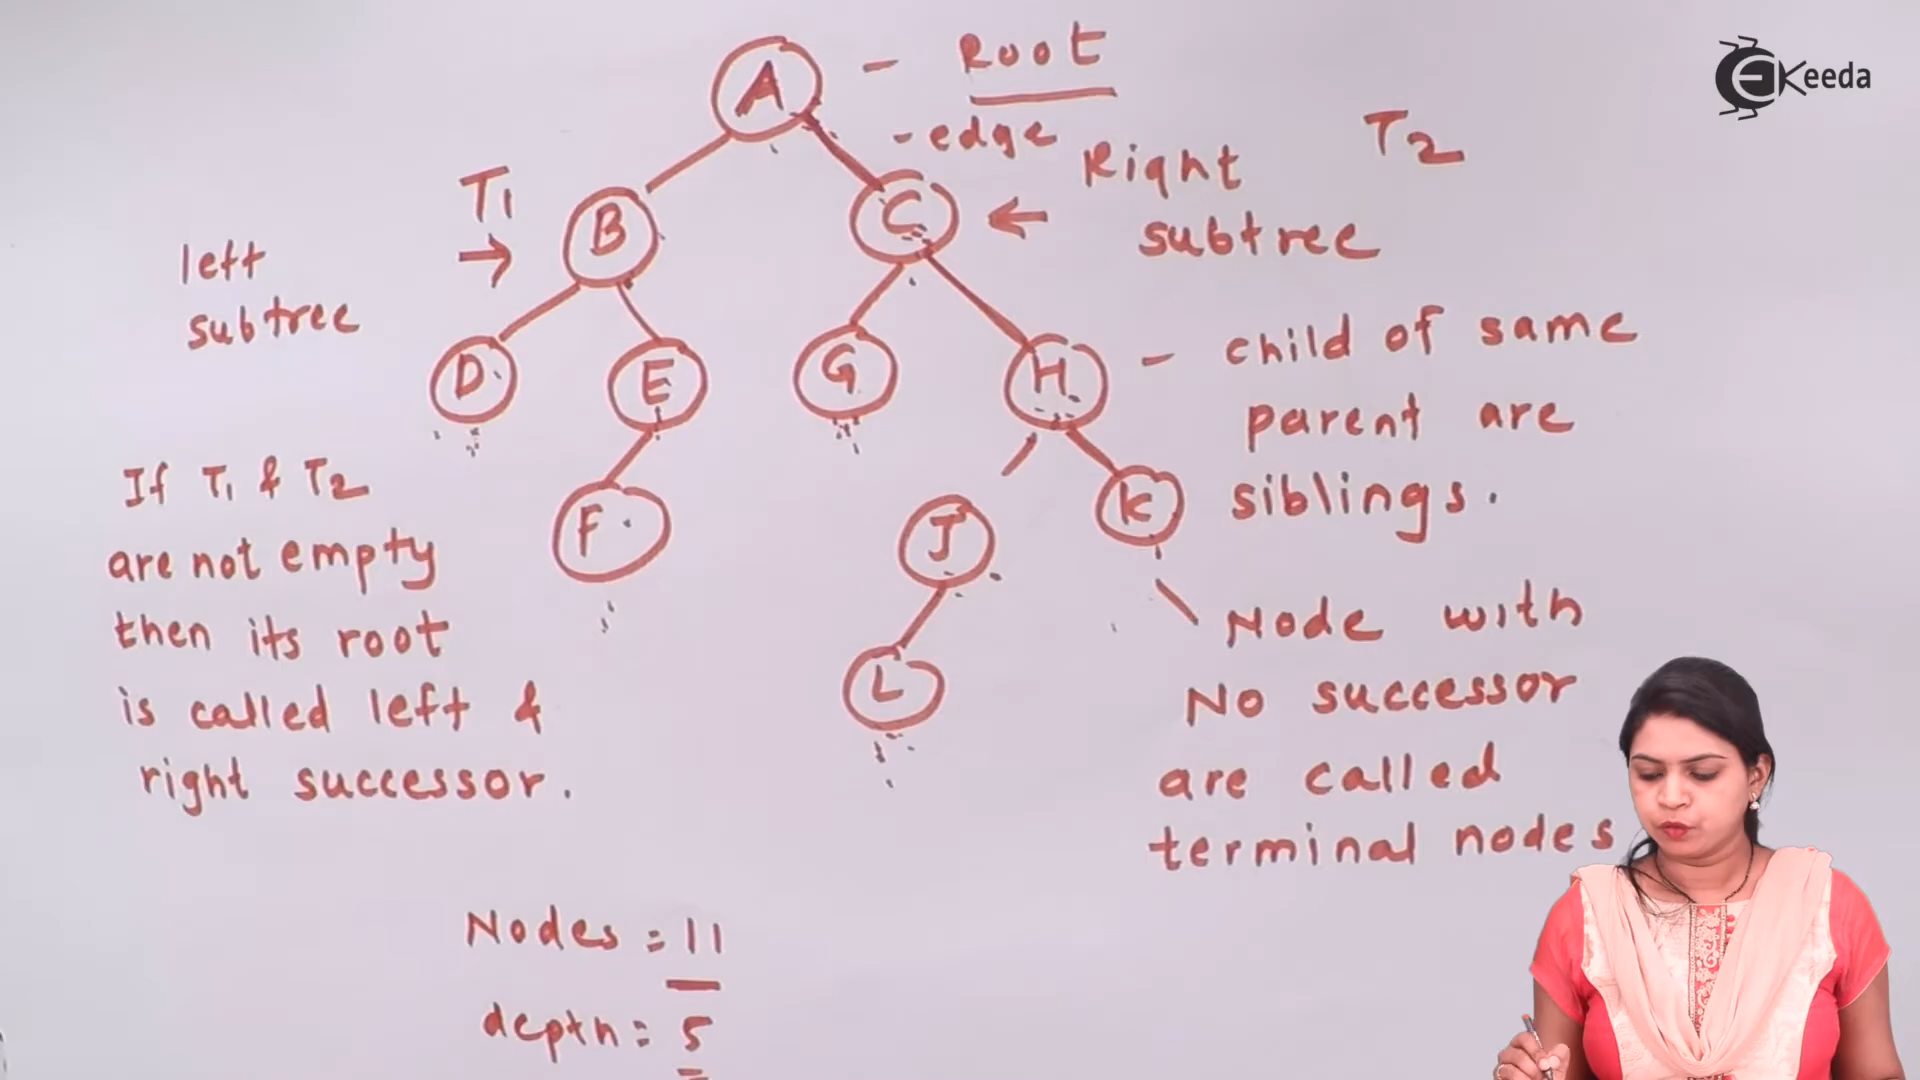 EKeeda
A - Root
- edge
T1
T2
B
C
Right
subtree
left
subtree
D
E
G
H
- child of same
parent are
siblings.
If T1 & T2
are not empty
then its root
is called left &
right successor.
F
J
K
L
Node with
No successor
are called
terminal nodes
Nodes = 11
depth = 5